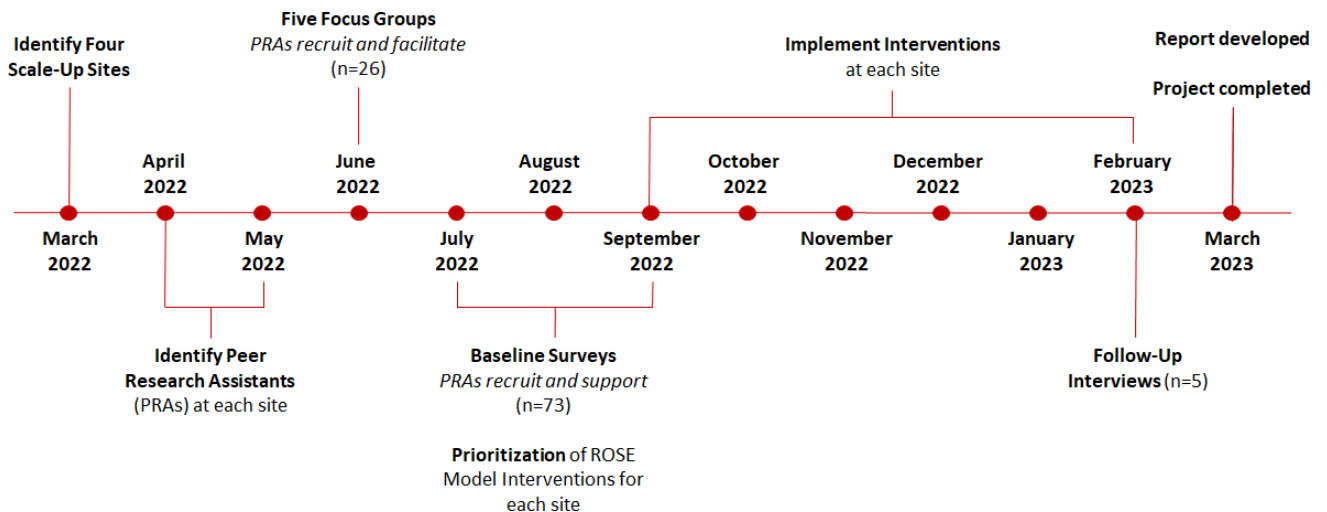 Identify Four
Scale-Up Sites
Five Focus Groups
PRAs recruit and facilitate
(n=26)
Implement Interventions
at each site
Report developed
Project completed
April
2022
June
2022
August
2022
October
2022
December
2022
February
2023
March
2022
May
2022
July
2022
September
2022
November
2022
January
2023
March
2023
Identify Peer
Research Assistants
(PRAs) at each site
Baseline Surveys
PRAs recruit and support
(n=73)
Prioritization of ROSE
Model Interventions for
each site
Follow-Up
Interviews (n=5)